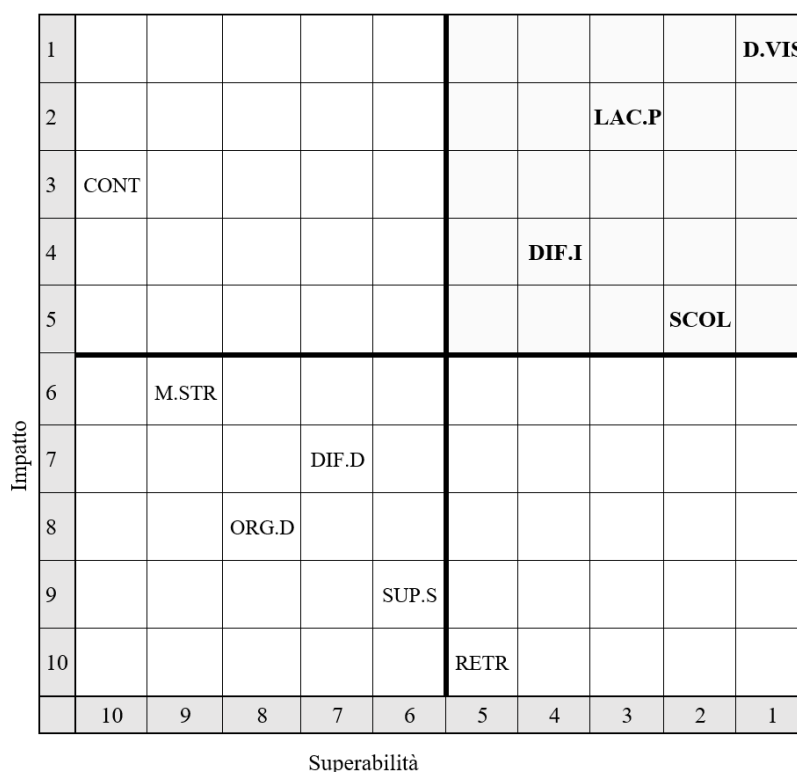 1 D.VIS
2 LAC.P
3 CONT
4 DIF.I
5 SCOL
Impatto
6 M.STR
7 DIF.D
8 ORG.D
9 SUP.S
10 RETR
10 9 8 7 6 5 4 3 2 1
Superabilità